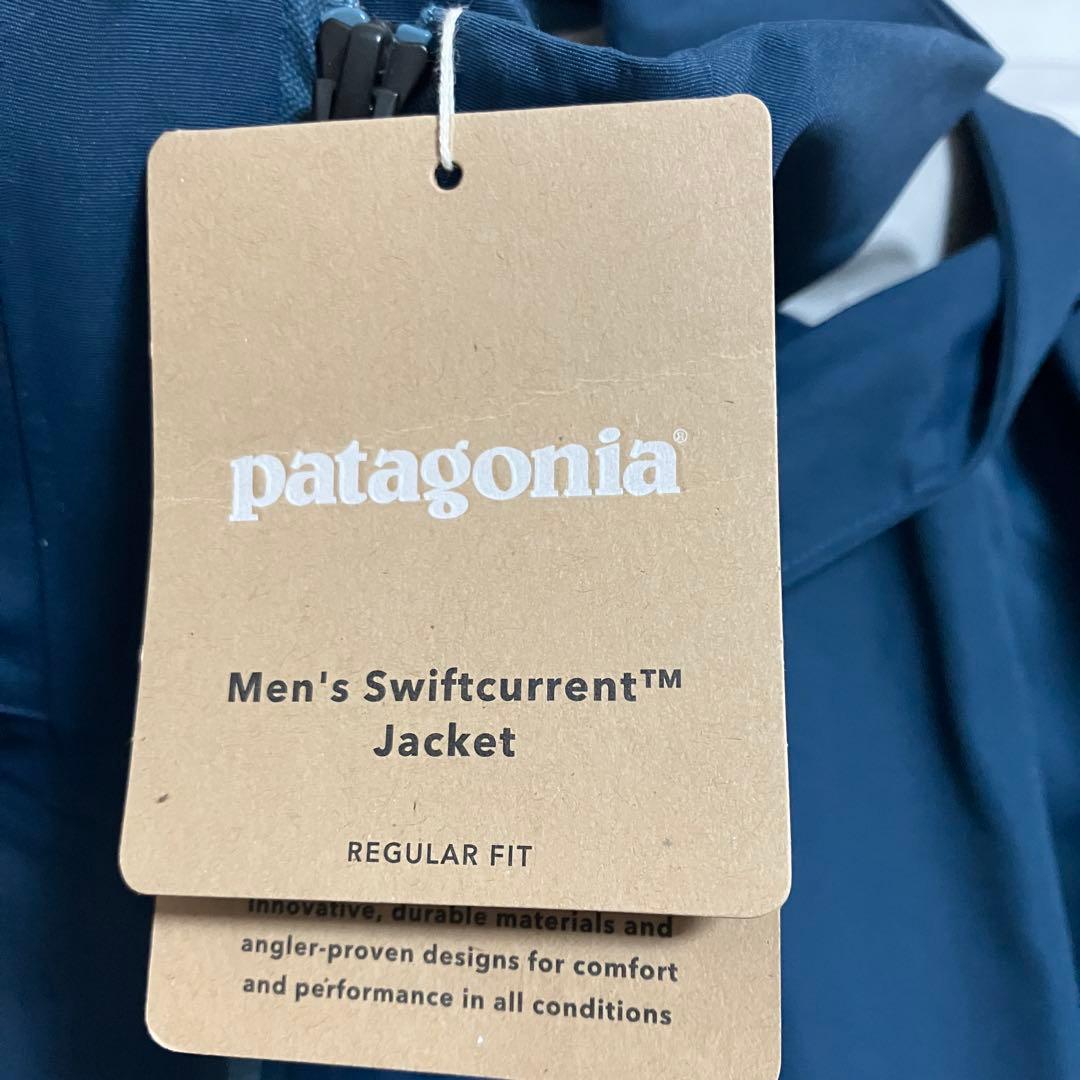 patagonia®
Men's Swiftcurrent™
Jacket
REGULAR FIT
innovative, durable materials and
angler-proven designs for comfort
and performance in all conditions